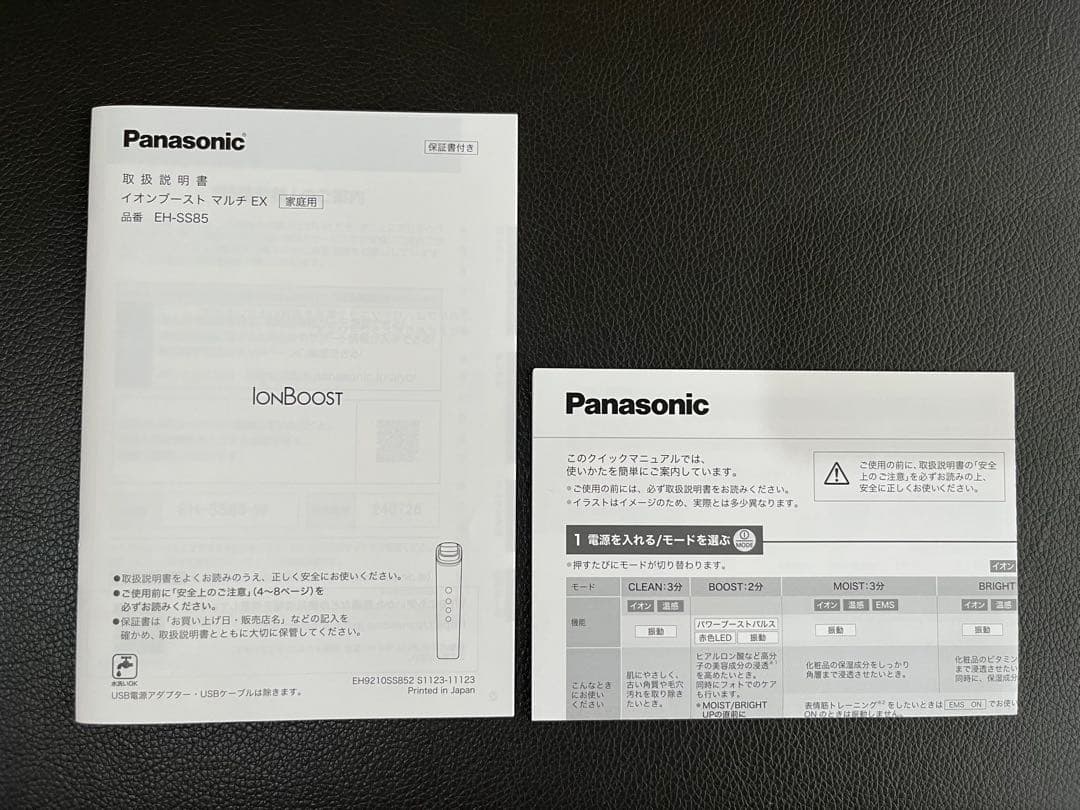 Panasonic
保証書付き
取扱説明書
イオンブースト マルチ EX 家庭用
品番 EH-SS85
IONBOOST
●取扱説明書をよくお読みのうえ、正しく安全にお使いください。
●ご使用前に「安全上のご注意」(4~8ページ)を
必ずお読みください。
●保証書は「お買い上げ日・販売店名」などの記入を
確かめ、取扱説明書とともに大切に保管してください。
水洗いOK
USB電源アダプター・USBケーブルは除きます。
EH9210SS852 S1123-11123
Printed in Japan
Panasonic
このクイックマニュアルでは、
使いかたを簡単にご案内しています。
*ご使用の前には、必ず取扱説明書をお読みください。
*イラストはイメージのため、実際とは多少異なります。
ご使用の前に、取扱説明書の「安全
上のご注意」を必ずお読みの上、
安全に正しくお使いください。
1 電源を入れる/モードを選ぶ MODE
*押すたびにモードが切り替わります。
イオン
モード CLEAN:3分 BOOST:2分 MOIST:3分 BRIGHT
機能
イオン 温感
振動
パワーブーストパルス
赤色LED 振動
イオン 温感 EMS
振動
イオン 温感
振動
こんなとき
にお使い
ください
肌にやさしく、
古い角質や毛穴
汚れを取り除き
たいとき。
ヒアルロン酸など高分
子の美容成分の浸透※1
を高めたいとき。
同時にフォトでのケア
も行います。
*MOIST/BRIGHT
UPの直前に
化粧品の保湿成分をしっかり
角層まで浸透させたいとき。
表情筋トレーニング※2をしたいときは EMS ON でお使い
ONのときは振動しません。
化粧品のビタミン
まで浸透させたい
同時に、保湿成分